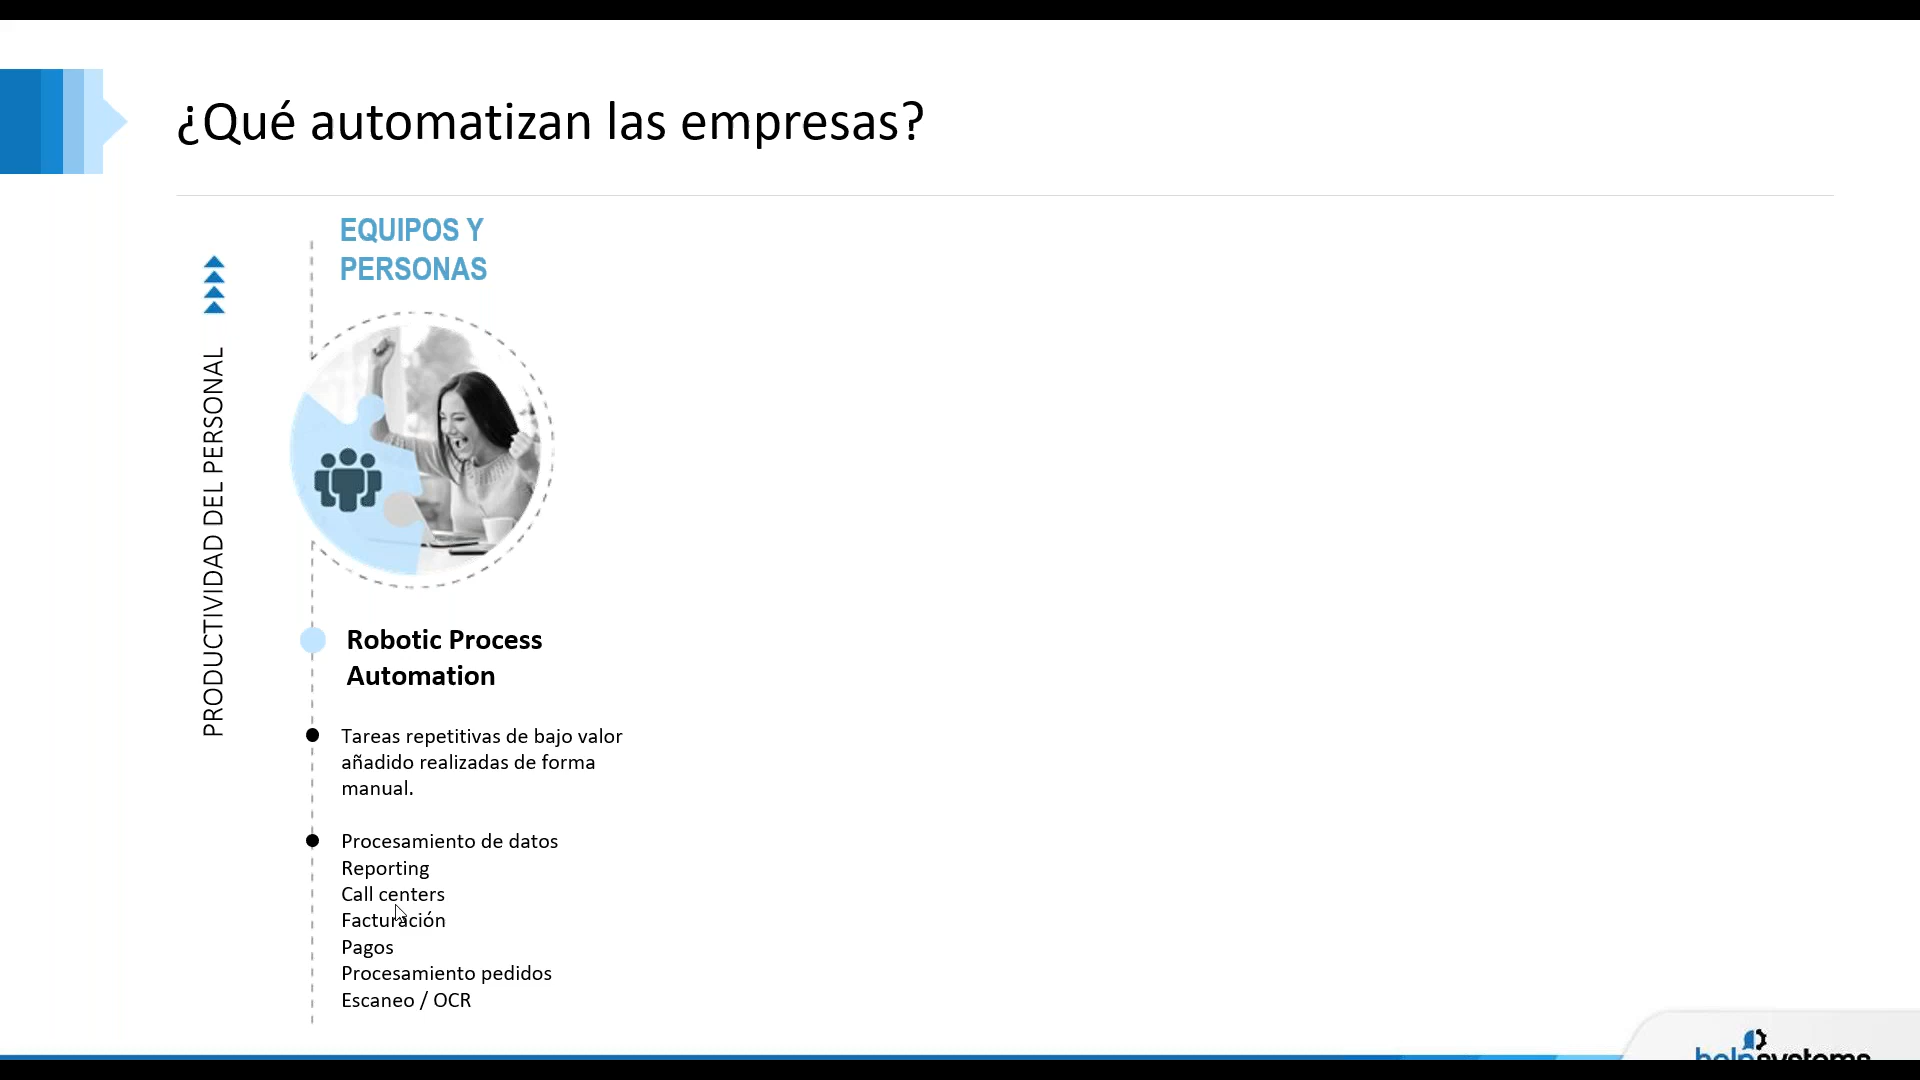 ¿Qué automatizan las empresas?
EQUIPOS Y
PERSONAS
PRODUCTIVIDAD DEL PERSONAL
Robotic Process
Automation
Tareas repetitivas de bajo valor
añadido realizadas de forma
manual.
Procesamiento de datos
Reporting
Call centers
Facturación
Pagos
Procesamiento pedidos
Escaneo / OCR
helpsystems